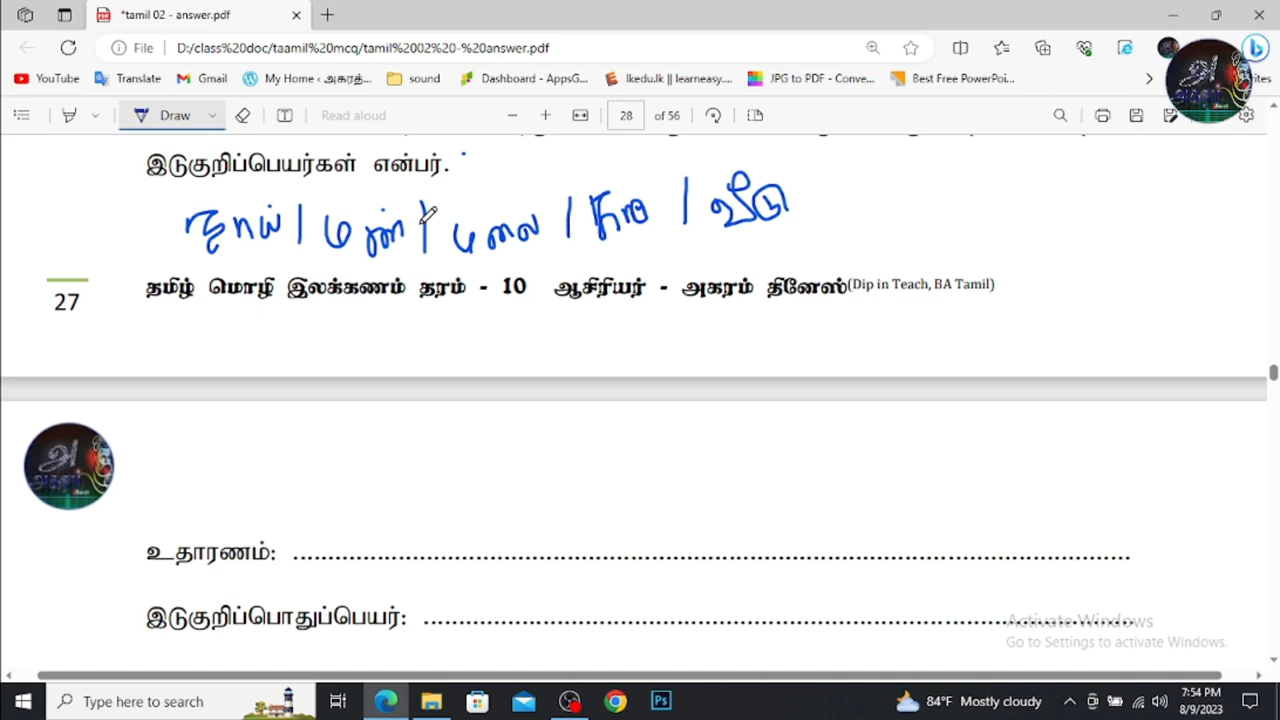 *tamil 02 - answer.pdf
File D:/class%20doc/taamil%20mcq/tamil%2002%20-%20answer.pdf
YouTube Translate Gmail My Home ‹ அகரத்... sound Dashboard - AppsG... Ikedu.lk || learneasy.... JPG to PDF - Conve... Best Free PowerPoi...
Draw Read aloud 28 of 56
இடுகுறிப்பெயர்கள் என்பர்.
நாய் / மண் / மலை / / வீடு
27 தமிழ் மொழி இலக்கணம் தரம் - 10 ஆசிரியர் - அகரம் தினேஸ்(Dip in Teach, BA Tamil)
அ
அகரம்
உதாரணம்: ....................................................................................................................
இடுகுறிப்பொதுப்பெயர்: ....................................................................................................
Activate Windows
Go to Settings to activate Windows.
Type here to search 84°F Mostly cloudy 7:54 PM
8/9/2023